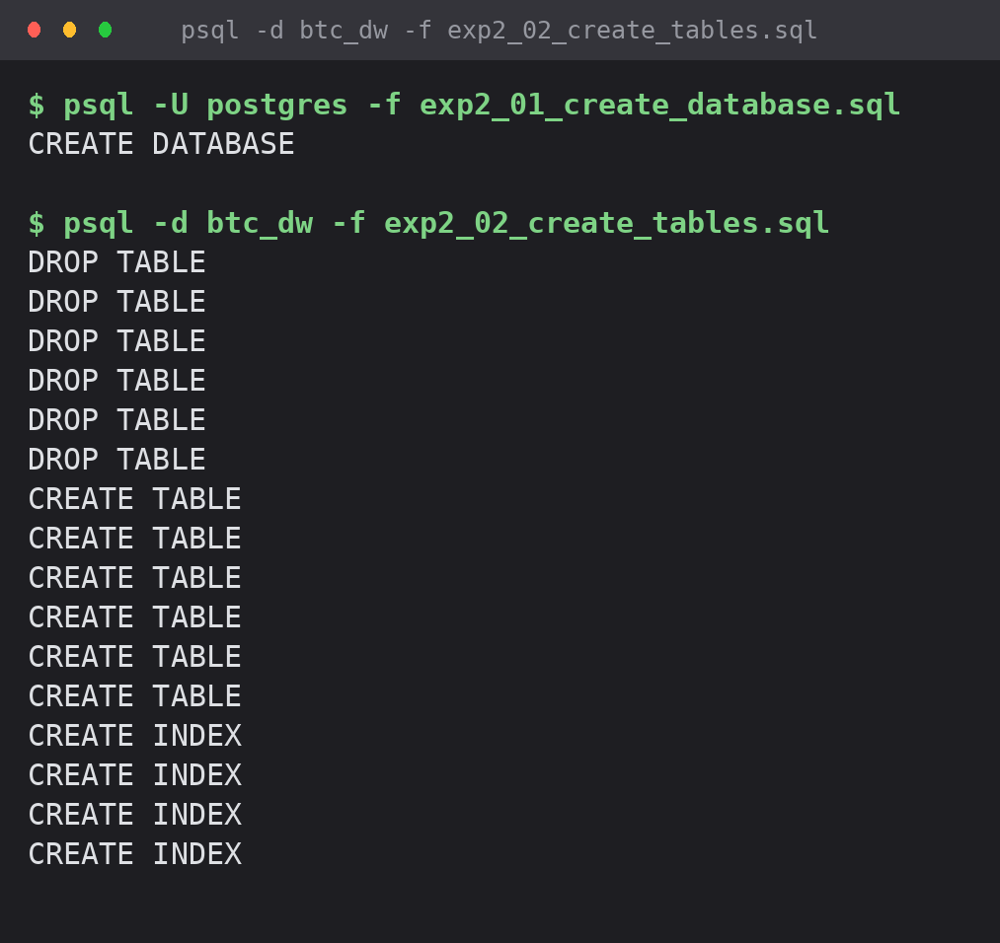 psql -d btc_dw -f exp2_02_create_tables.sql
$ psql -U postgres -f exp2_01_create_database.sql
CREATE DATABASE
$ psql -d btc_dw -f exp2_02_create_tables.sql
DROP TABLE
DROP TABLE
DROP TABLE
DROP TABLE
DROP TABLE
DROP TABLE
CREATE TABLE
CREATE TABLE
CREATE TABLE
CREATE TABLE
CREATE TABLE
CREATE TABLE
CREATE INDEX
CREATE INDEX
CREATE INDEX
CREATE INDEX